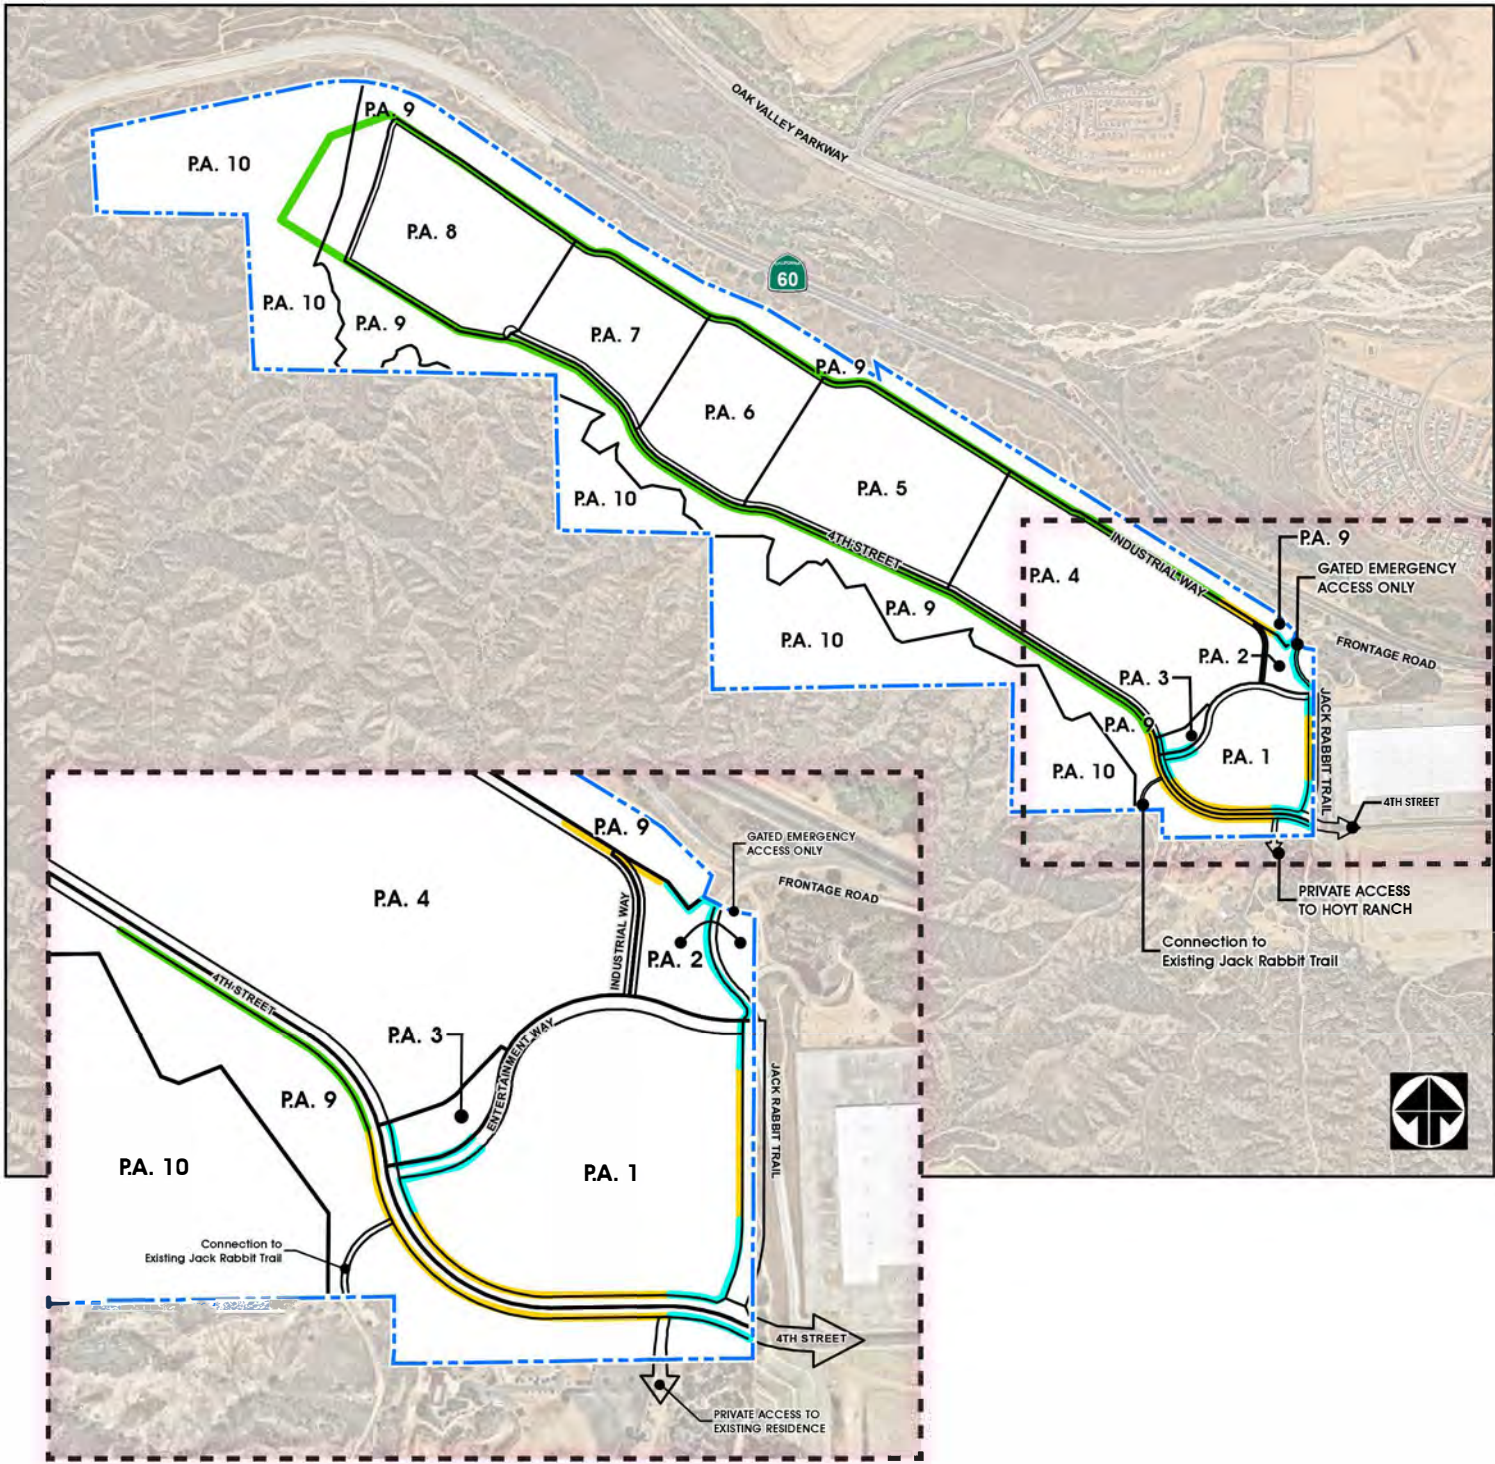 P.A. 9
OAK VALLEY PARKWAY
P.A. 10
P.A. 8
CALIFORNIA
60
P.A. 10
P.A. 9
P.A. 7
P.A. 9
P.A. 6
P.A. 5
P.A. 10
4TH STREET
INDUSTRIAL WAY
P.A. 9
GATED EMERGENCY
ACCESS ONLY
P.A. 4
P.A. 9
P.A. 10
FRONTAGE ROAD
P.A. 2
P.A. 3
JACK RABBIT TRAIL
P.A. 9
P.A. 1
P.A. 10
4TH STREET
PRIVATE ACCESS
TO HOYT RANCH
Connection to
Existing Jack Rabbit Trail
P.A. 9
GATED EMERGENCY
ACCESS ONLY
FRONTAGE ROAD
P.A. 4
INDUSTRIAL WAY
P.A. 2
4TH STREET
P.A. 3
ENTERTAINMENT WAY
JACK RABBIT TRAIL
P.A. 9
P.A. 10
P.A. 1
Connection to
Existing Jack Rabbit Trail
4TH STREET
PRIVATE ACCESS TO
EXISTING RESIDENCE